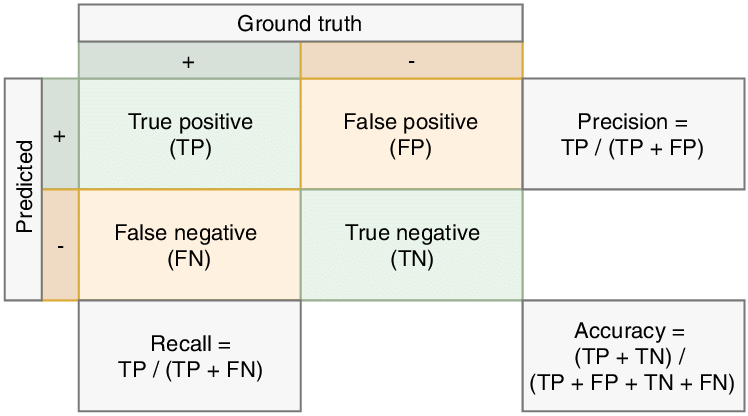 Ground truth
+
-
Predicted
+
True positive
(TP)
False positive
(FP)
Precision =
TP / (TP + FP)
-
False negative
(FN)
True negative
(TN)
Recall =
TP / (TP + FN)
Accuracy =
(TP + TN) /
(TP + FP + TN + FN)